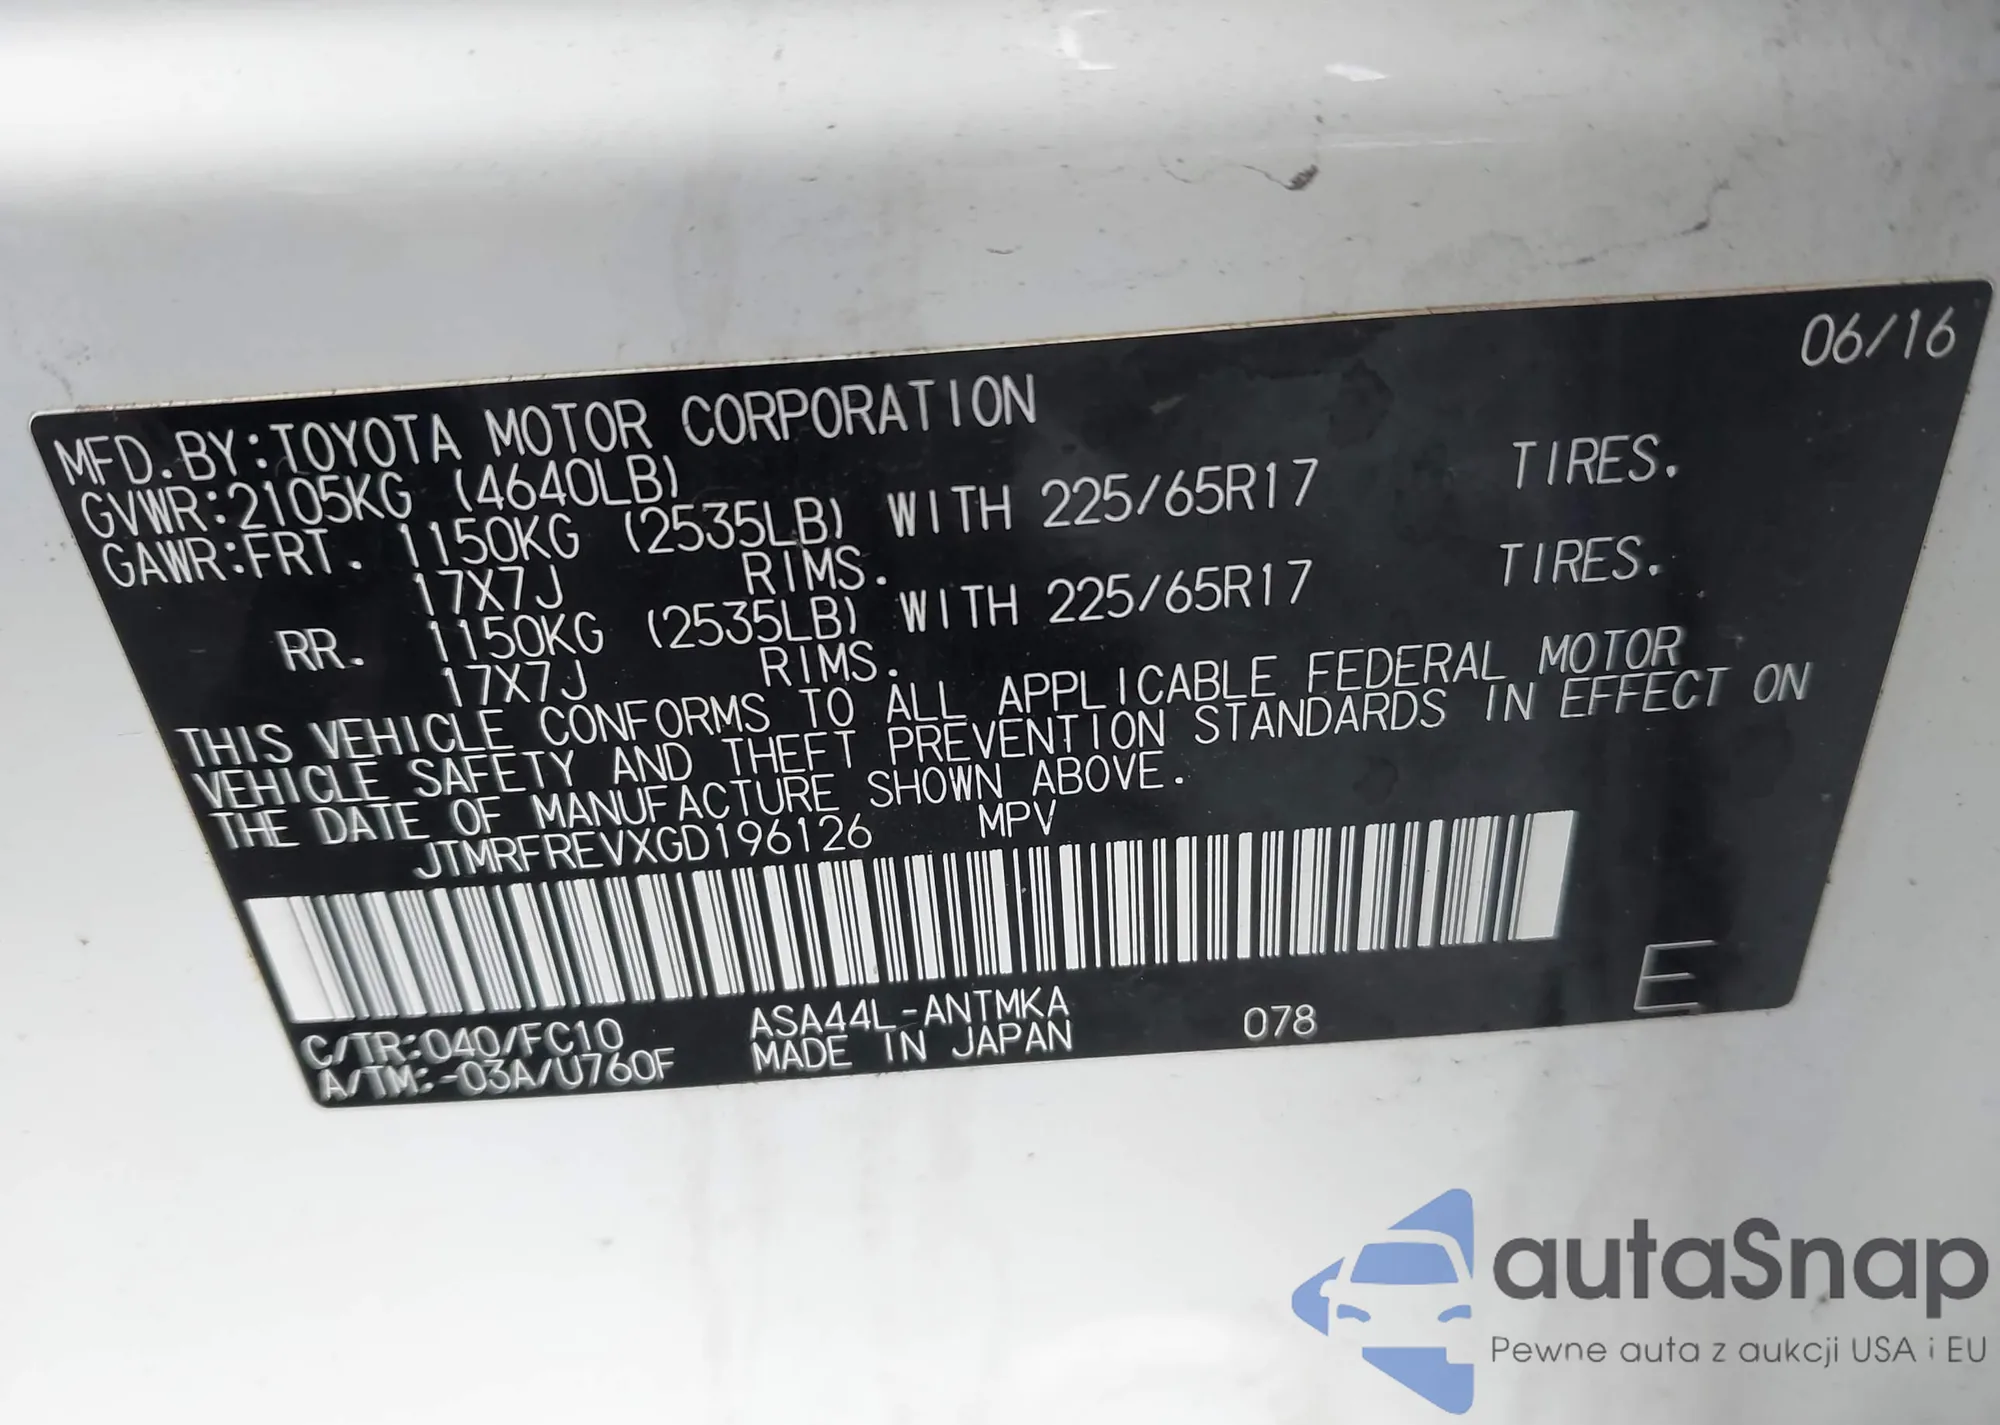 06/16
MFD.BY:TOYOTA MOTOR CORPORATION
GVWR:2105KG (4640LB)
GAWR:FRT. 1150KG (2535LB) WITH 225/65R17 TIRES.
17X7J RIMS.
RR. 1150KG (2535LB) WITH 225/65R17 TIRES.
17X7J RIMS.
THIS VEHICLE CONFORMS TO ALL APPLICABLE FEDERAL MOTOR
VEHICLE SAFETY AND THEFT PREVENTION STANDARDS IN EFFECT ON
THE DATE OF MANUFACTURE SHOWN ABOVE.
JTMRFREVXGD196126 MPV
C/TR:040/FC10 ASA44L-ANTMKA 078 E
A/TM:-03A/U760F MADE IN JAPAN
autaSnap
Pewne auta z aukcji USA i EU